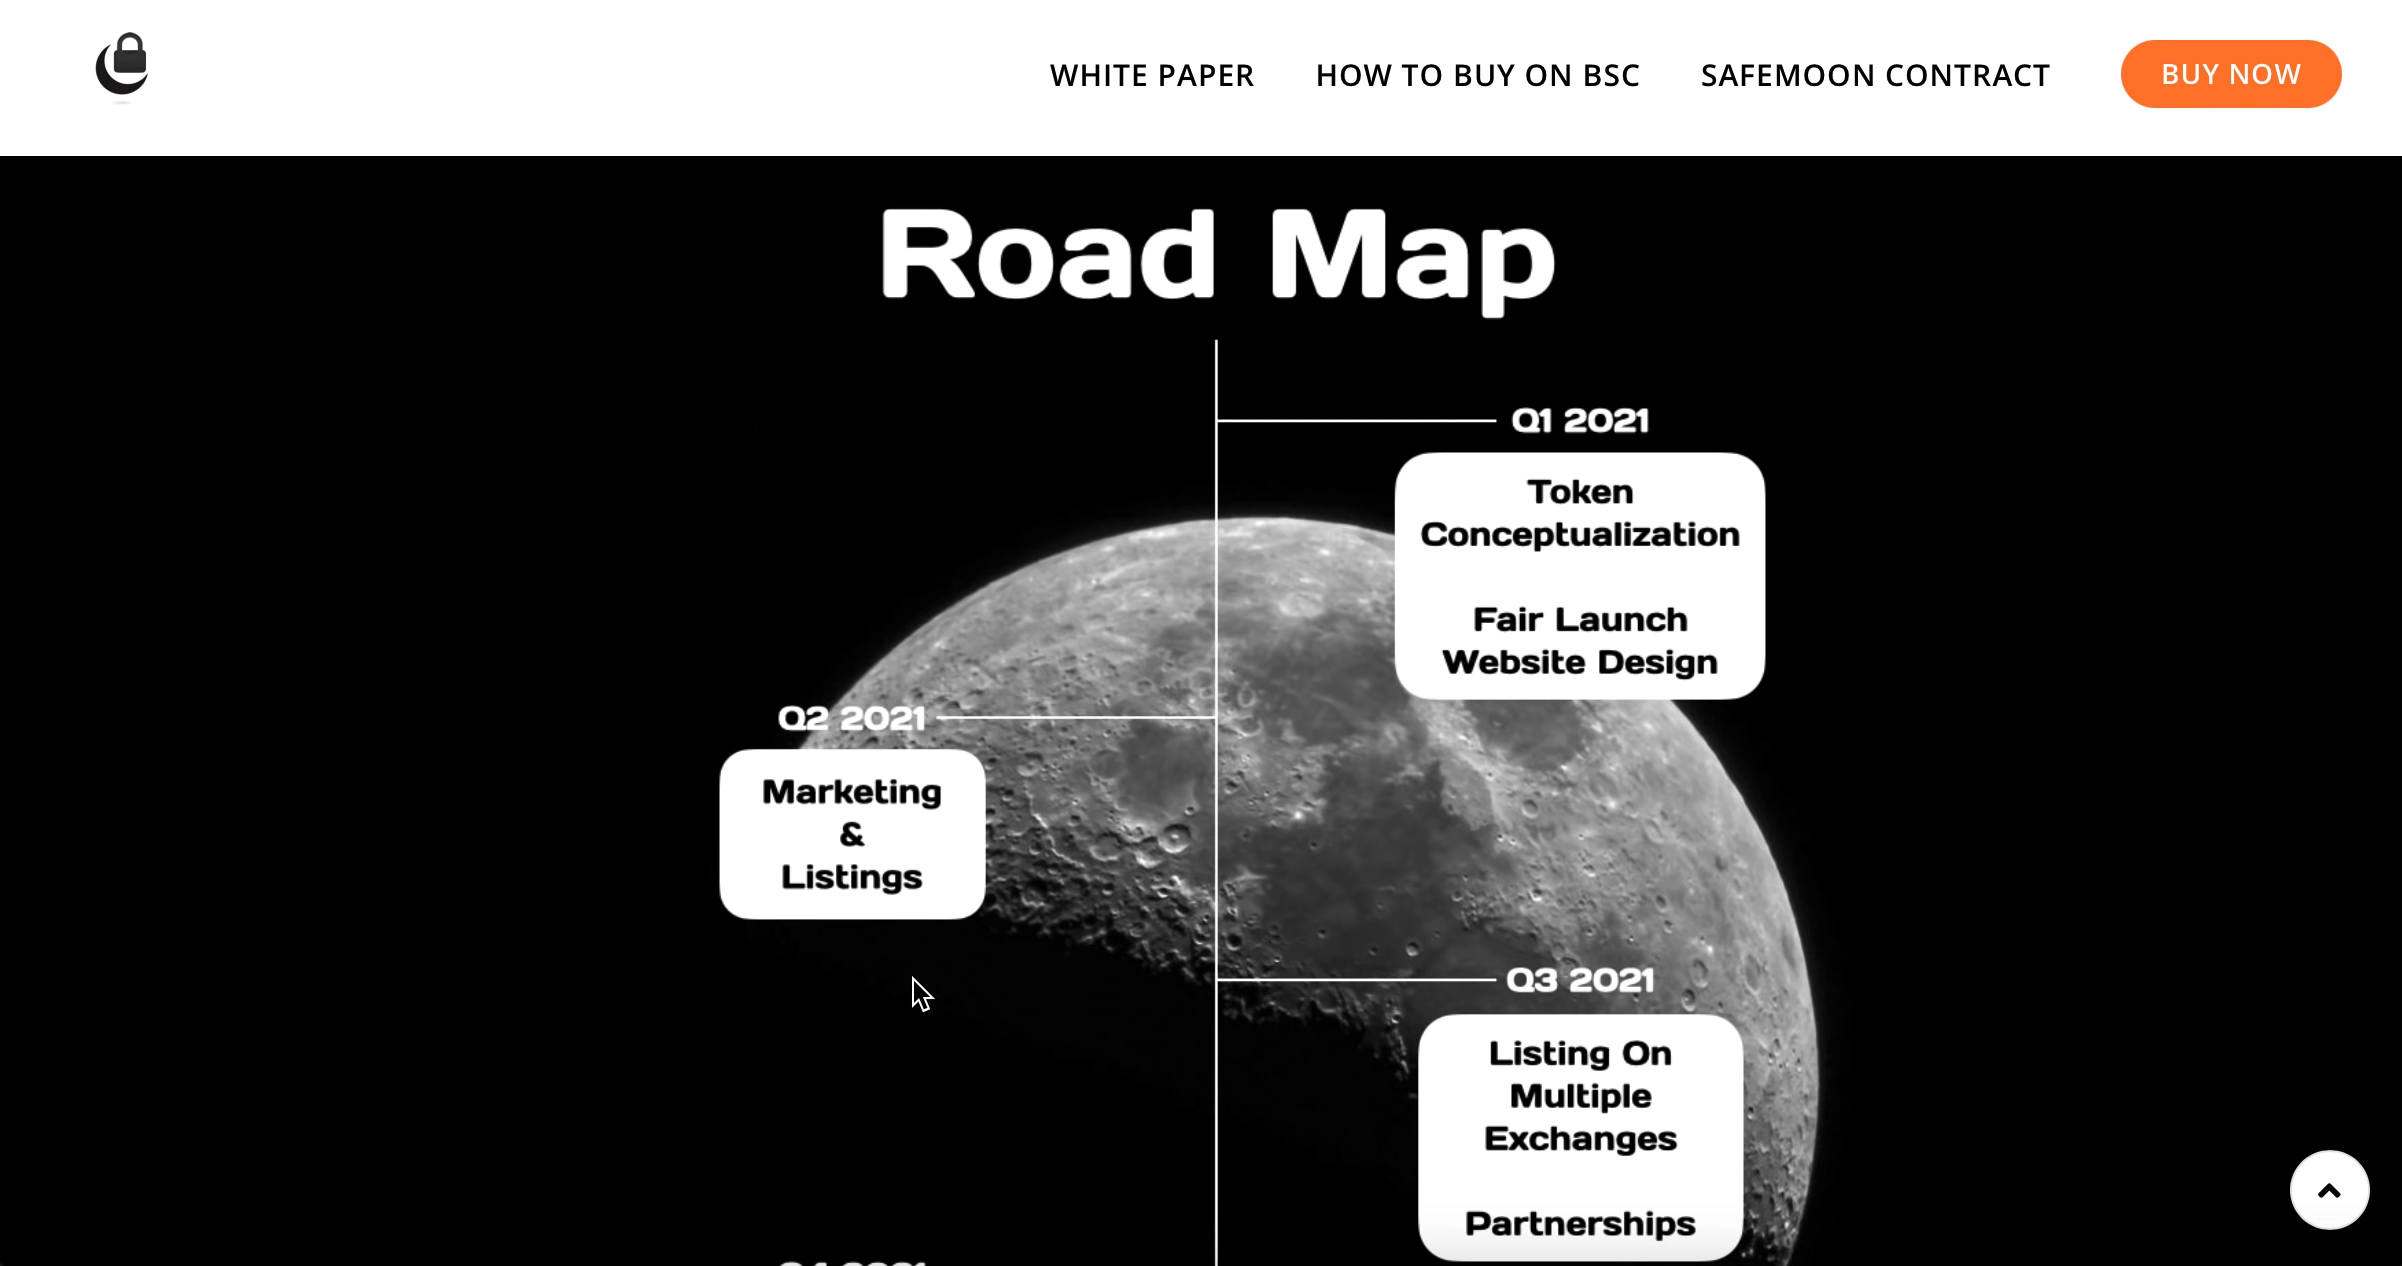 WHITE PAPER
HOW TO BUY ON BSC
SAFEMOON CONTRACT
BUY NOW
Road Map
Q1 2021
Token
Conceptualization
Fair Launch
Website Design
Q2 2021
Marketing
&
Listings
Q3 2021
Listing On
Multiple
Exchanges
Partnerships